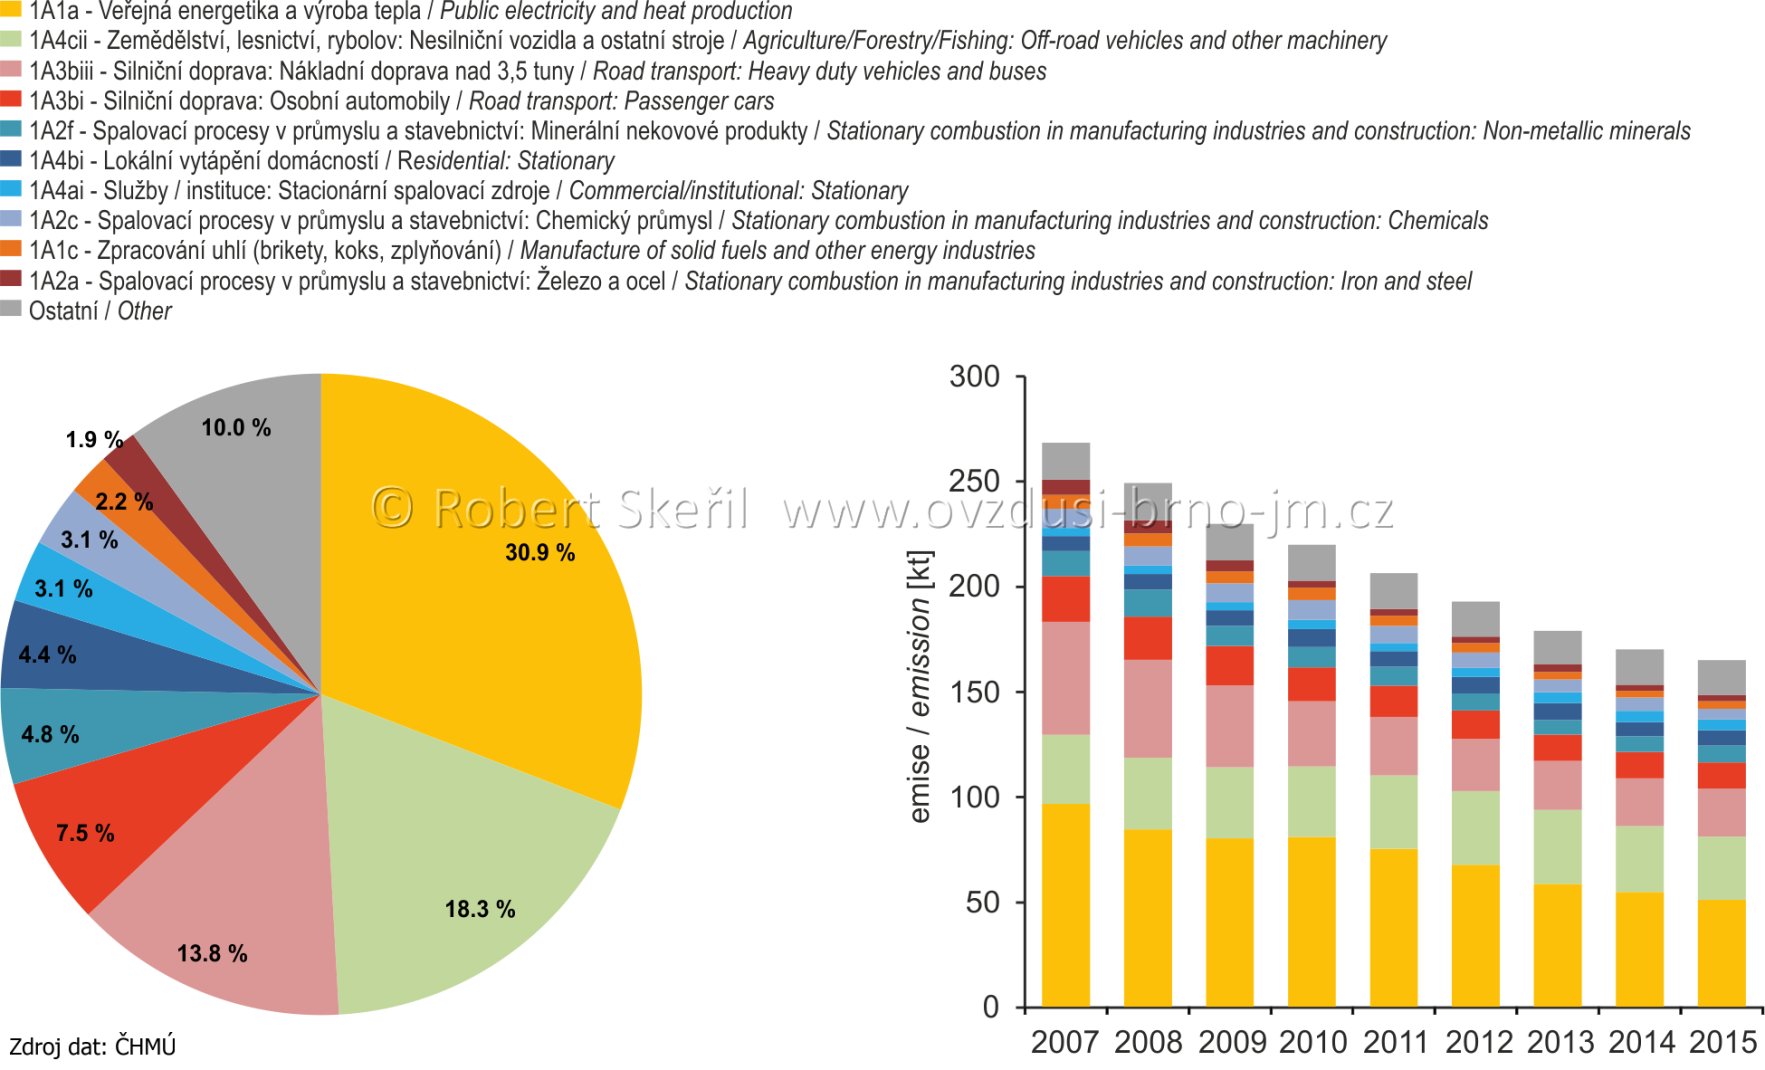 1A1a - Veřejná energetika a výroba tepla / Public electricity and heat production
1A4cii - Zemědělství, lesnictví, rybolov: Nesilniční vozidla a ostatní stroje / Agriculture/Forestry/Fishing: Off-road vehicles and other machinery
1A3biii - Silniční doprava: Nákladní doprava nad 3,5 tuny / Road transport: Heavy duty vehicles and buses
1A3bi - Silniční doprava: Osobní automobily / Road transport: Passenger cars
1A2f - Spalovací procesy v průmyslu a stavebnictví: Minerální nekovové produkty / Stationary combustion in manufacturing industries and construction: Non-metallic minerals
1A4bi - Lokální vytápění domácností / Residential: Stationary
1A4ai - Služby / instituce: Stacionární spalovací zdroje / Commercial/institutional: Stationary
1A2c - Spalovací procesy v průmyslu a stavebnictví: Chemický průmysl / Stationary combustion in manufacturing industries and construction: Chemicals
1A1c - Zpracování uhlí (brikety, koks, zplyňování) / Manufacture of solid fuels and other energy industries
1A2a - Spalovací procesy v průmyslu a stavebnictví: Železo a ocel / Stationary combustion in manufacturing industries and construction: Iron and steel
Ostatní / Other
10.0 %
1.9 %
2.2 %
3.1 %
3.1 %
4.4 %
4.8 %
7.5 %
13.8 %
18.3 %
30.9 %
© Robert Skeřil www.ovzdusi-brno-jm.cz
emise / emission [kt]
300
250
200
150
100
50
0
2007 2008 2009 2010 2011 2012 2013 2014 2015
Zdroj dat: ČHMÚ